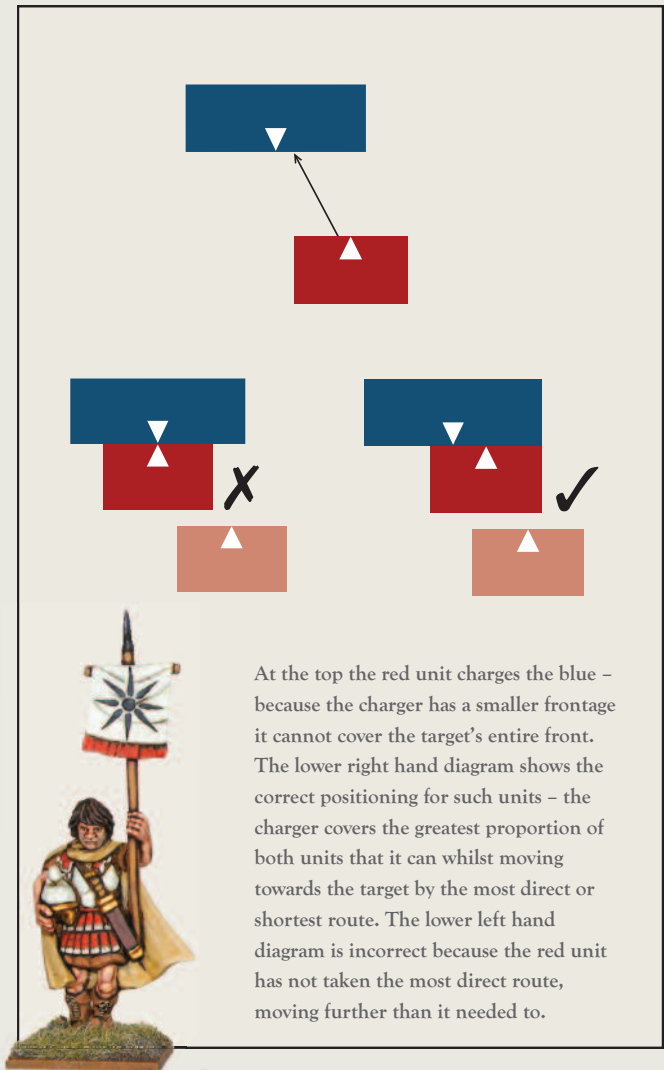 At the top the red unit charges the blue –
because the charger has a smaller frontage
it cannot cover the target’s entire front.
The lower right hand diagram shows the
correct positioning for such units – the
charger covers the greatest proportion of
both units that it can whilst moving
towards the target by the most direct or
shortest route. The lower left hand
diagram is incorrect because the red unit
has not taken the most direct route,
moving further than it needed to.